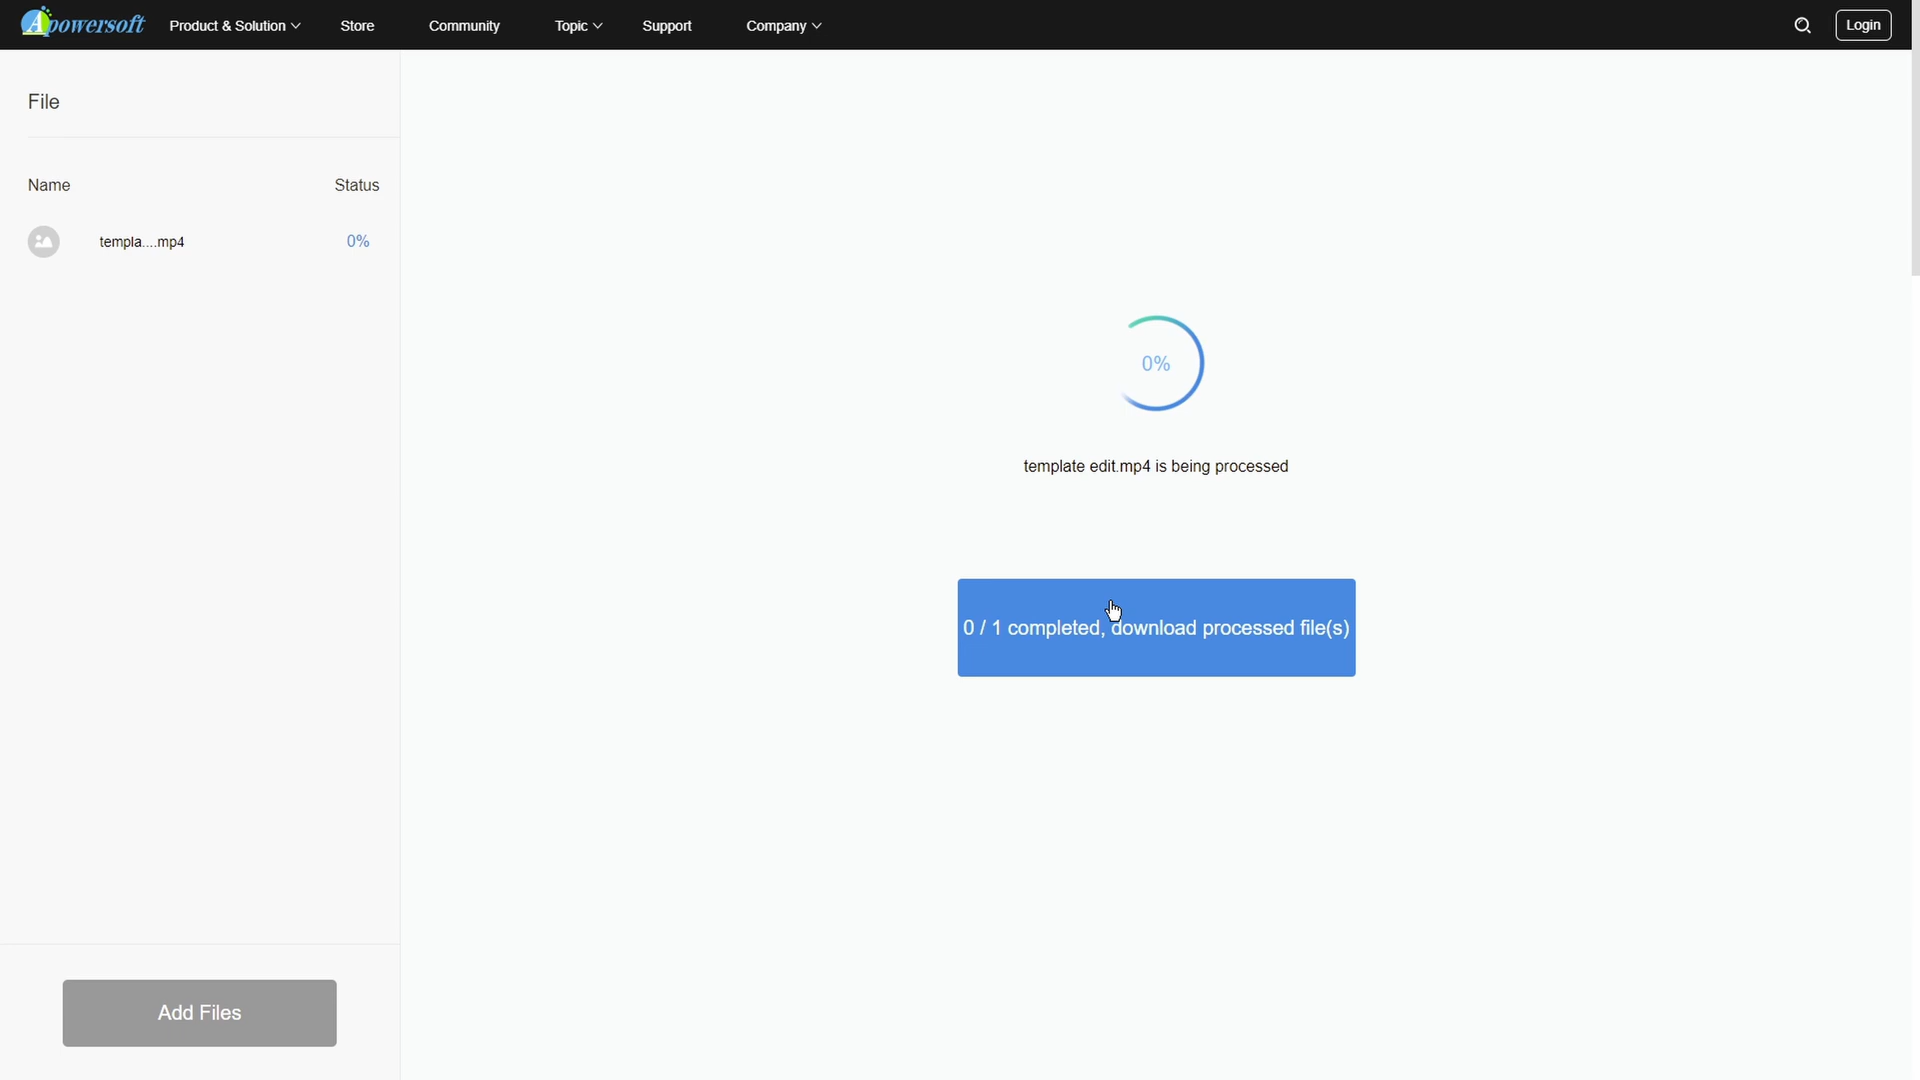 Apowersoft
Product & Solution
Store
Community
Topic
Support
Company
Login
File
Name
Status
templa....mp4
0%
0%
template edit.mp4 is being processed
0 / 1 completed, download processed file(s)
Add Files